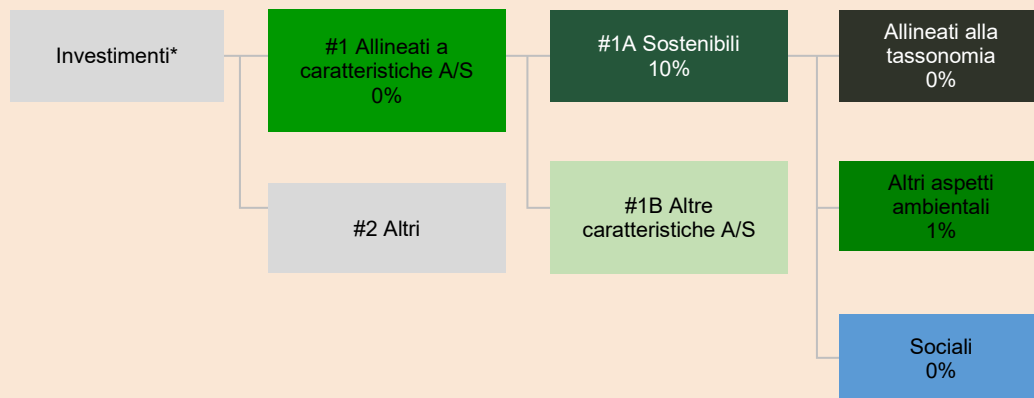 Investimenti*
#1 Allineati a
caratteristiche A/S
0%
#1A Sostenibili
10%
Allineati alla
tassonomia
0%
#2 Altri
#1B Altre
caratteristiche A/S
Altri aspetti
ambientali
1%
Sociali
0%